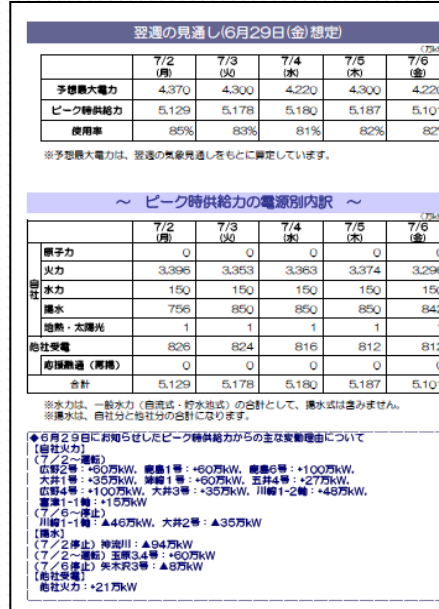 翌週の見通し(6月29日(金)想定)
(万k
7/2 7/3 7/4 7/5 7/6
(月) (火) (水) (木) (金)
予想最大電力 4,370 4,300 4,220 4,300 4,220
ピーク時供給力 5,129 5,178 5,180 5,187 5,10
使用率 85% 83% 81% 82% 82
※予想最大電力は、翌週の気象見通しをもとに算定しています。
～ ピーク時供給力の電源別内訳 ～
(万k
7/2 7/3 7/4 7/5 7/6
(月) (火) (水) (木) (金)
自社
原子力 0 0 0 0 0
火力 3,396 3,353 3,363 3,374 3,296
水力 150 150 150 150 150
揚水 756 850 850 850 842
地熱・太陽光 1 1 1 1 1
他社受電 826 824 816 812 812
応援融通（再掲） 0 0 0 0 0
合計 5,129 5,178 5,180 5,187 5,10
※水力は、一般水力（自流式・貯水池式）の合計として、揚水式は含みません。
※揚水は、自社分と他社分の合計になります。
◆６月２９日にお知らせしたピーク時供給力からの主な変動理由について
【自社火力】
（７／２～運転）
広野2号：+60万kW、鹿島1号：+60万kW、鹿島6号：+100万kW、
大井1号：+35万kW、姉崎1号：+60万kW、五井4号：+27万kW、
広野4号：+100万kW、大井3号：+35万kW、川崎1-2軸：+48万kW、
富津1-1軸：+15万kW
（７／６～停止）
川崎1-1軸：▲46万kW、大井2号：▲35万kW
【揚水】
（７／２停止）神流川：▲94万kW
（７／２～運転）玉原3.4号：+60万kW
（７／６停止）矢木沢3号：▲8万kW
【他社受電】
他社火力：+21万kW